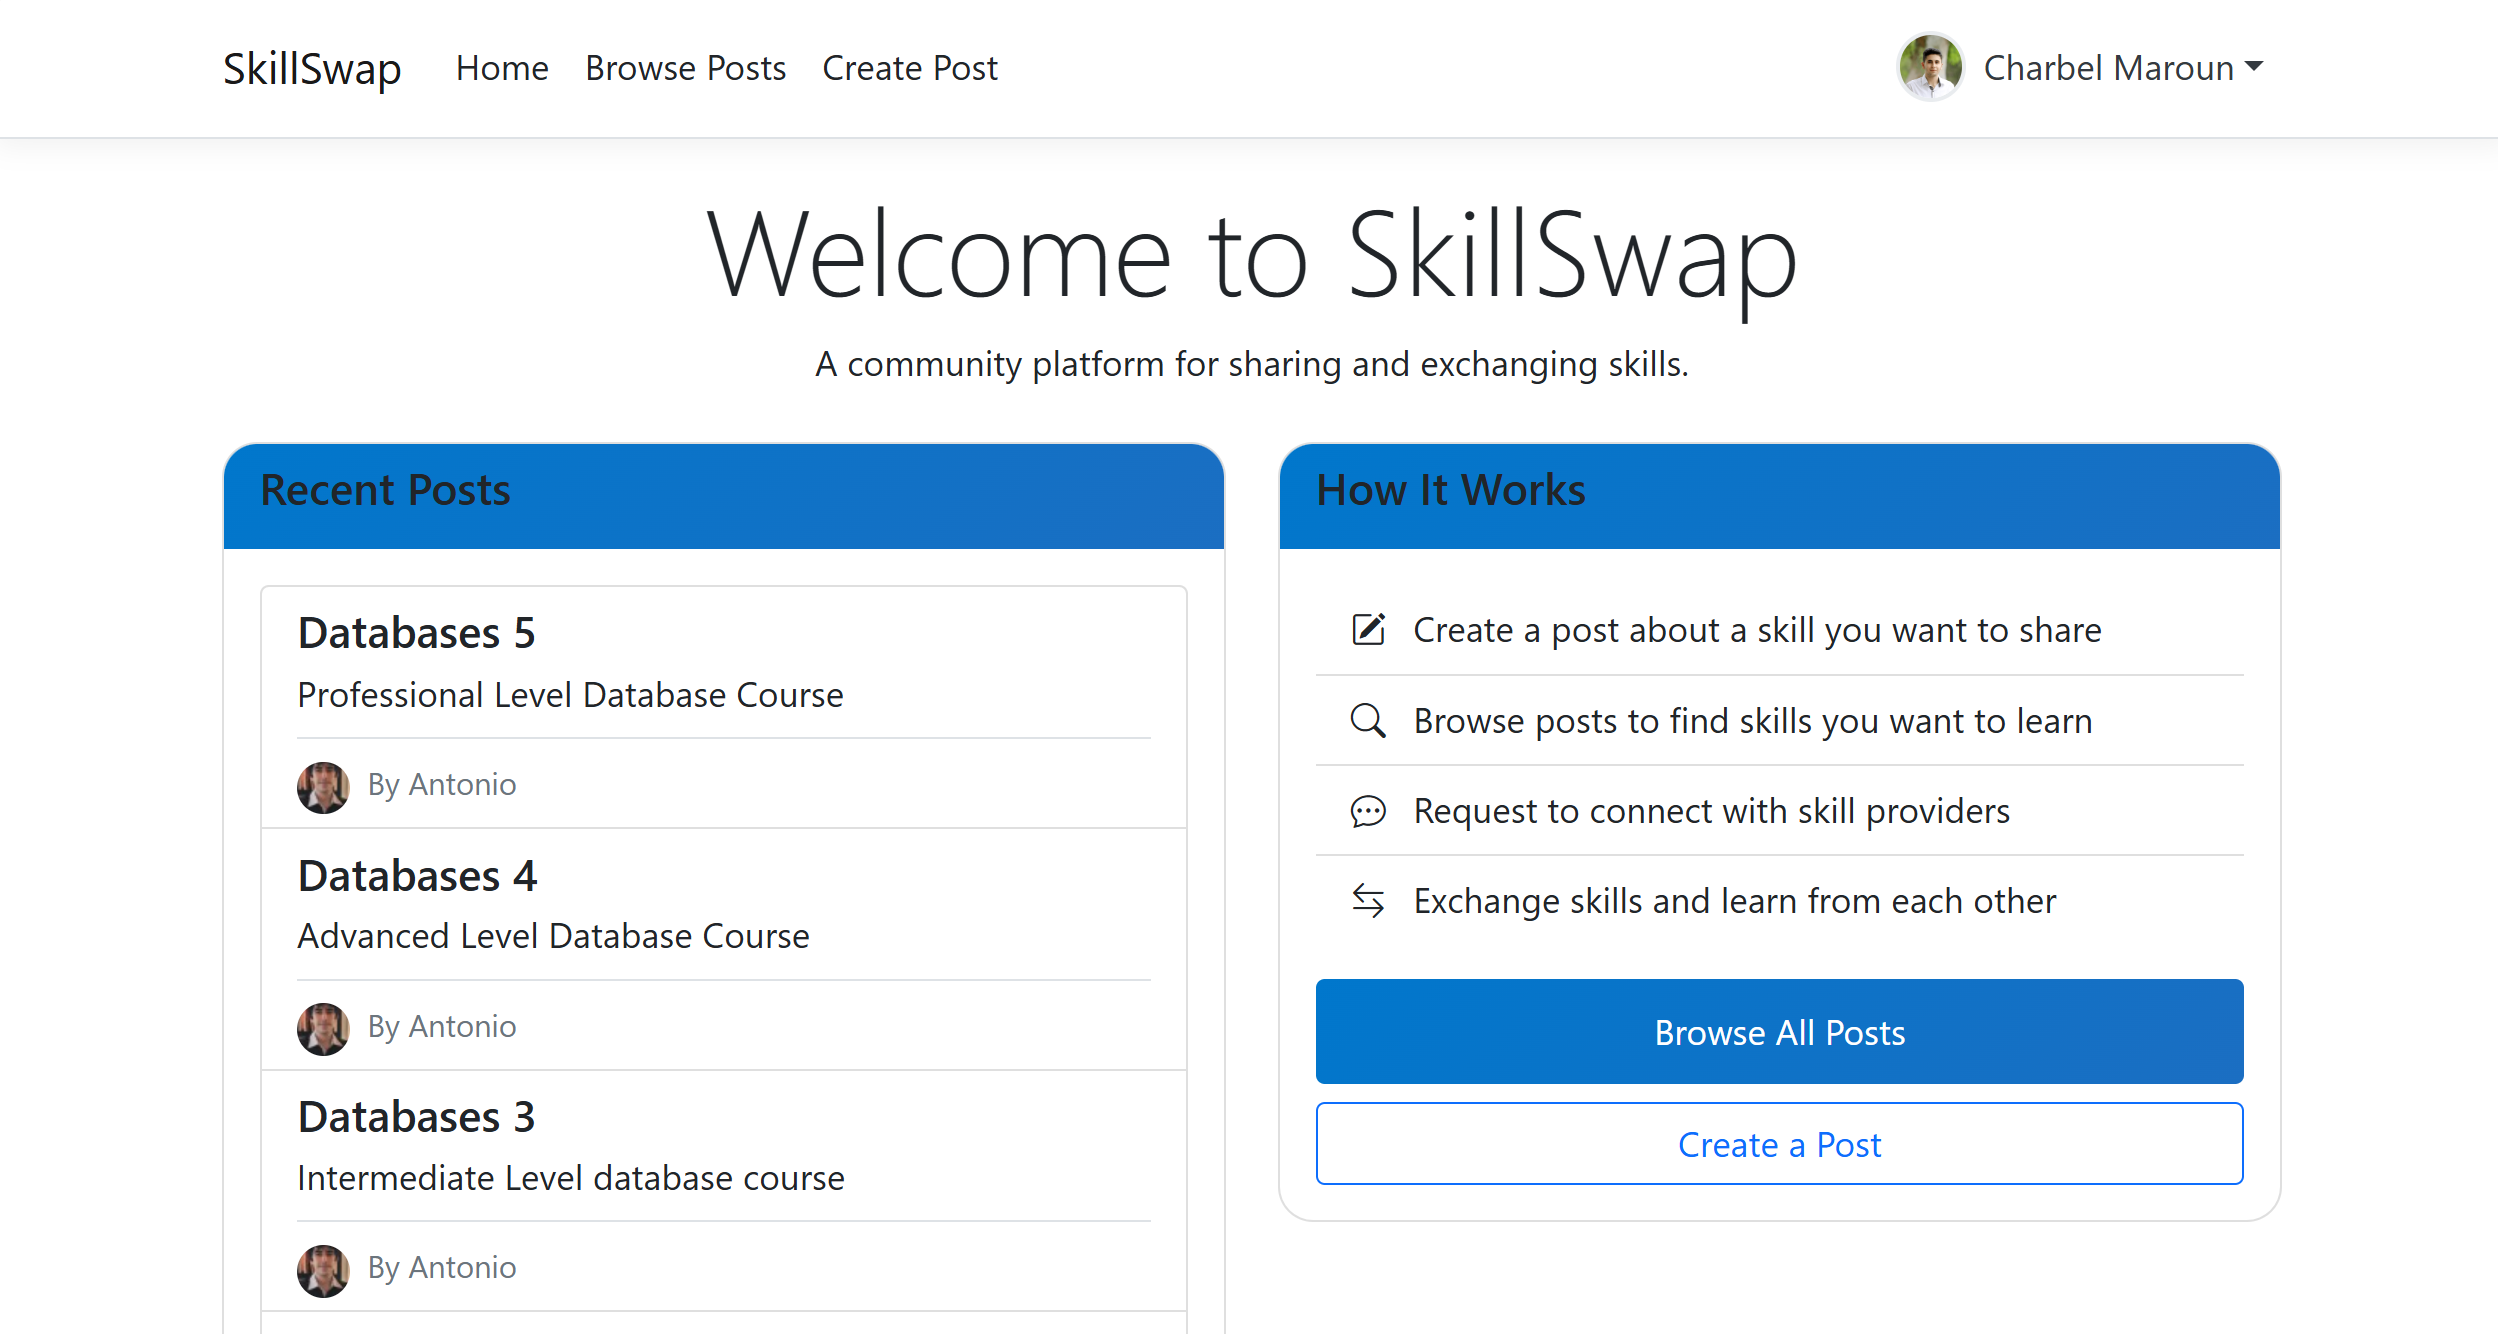 SkillSwap Home Browse Posts Create Post Charbel Maroun
Welcome to SkillSwap
A community platform for sharing and exchanging skills.
Recent Posts
Databases 5
Professional Level Database Course
By Antonio
Databases 4
Advanced Level Database Course
By Antonio
Databases 3
Intermediate Level database course
By Antonio
How It Works
Create a post about a skill you want to share
Browse posts to find skills you want to learn
Request to connect with skill providers
Exchange skills and learn from each other
Browse All Posts
Create a Post